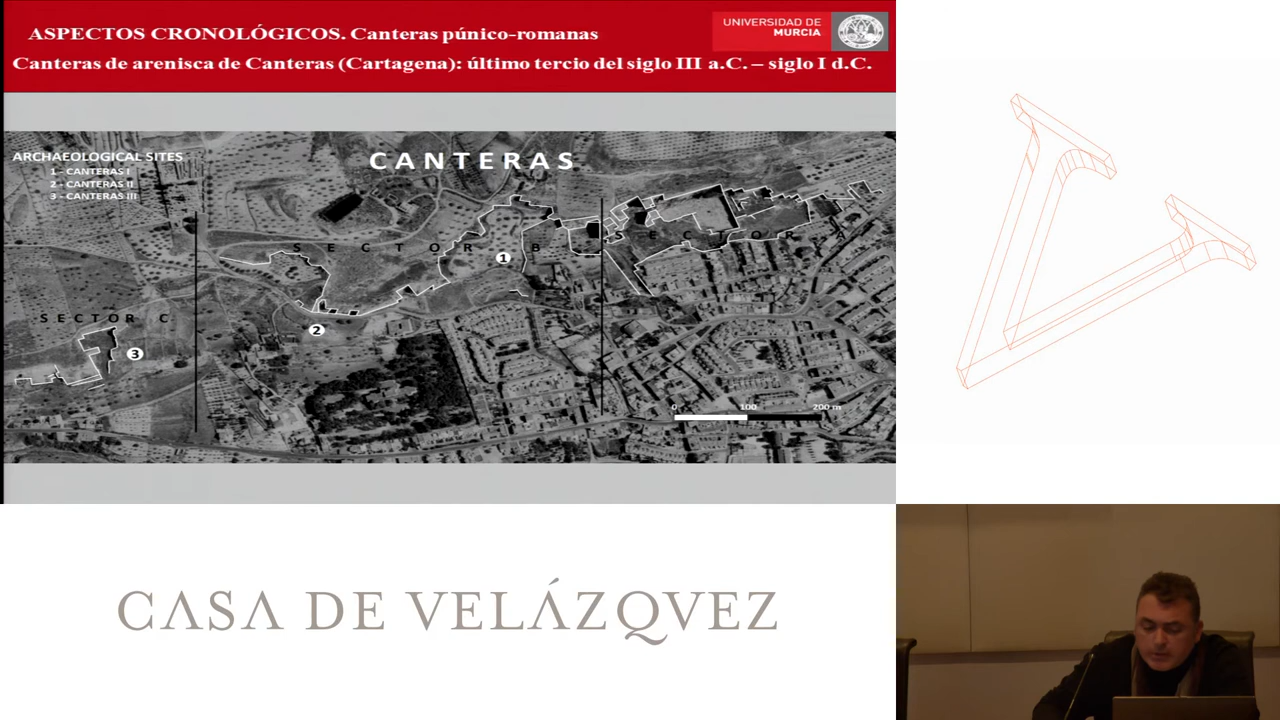 ASPECTOS CRONOLÓGICOS. Canteras púnico-romanas
UNIVERSIDAD DE
MURCIA
Canteras de arenisca de Canteras (Cartagena): último tercio del siglo III a.C. – siglo I d.C.
ARCHAEOLOGICAL SITES
1 - CANTERAS I
2 - CANTERAS II
3 - CANTERAS III
CANTERAS
SECTOR B
SECTOR
1
SECTOR C
2
3
0 100 200 m
CASA DE VELÁZQVEZ